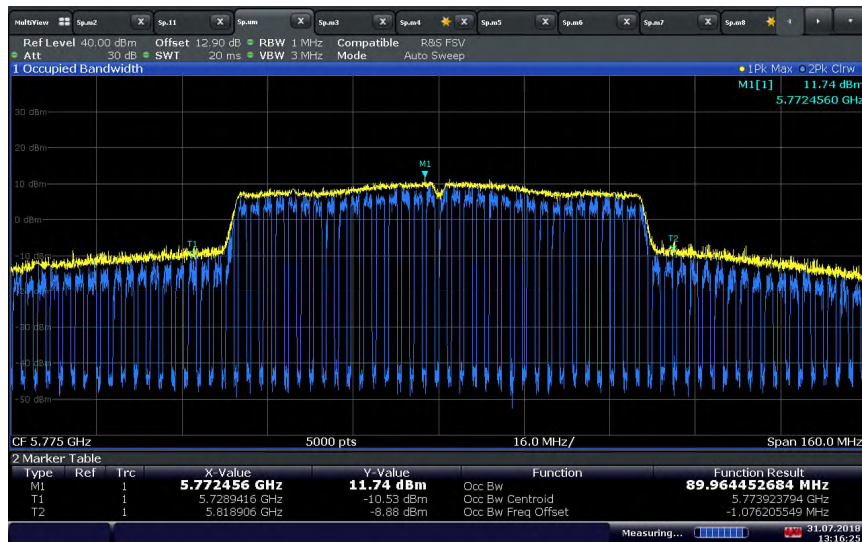 MultiView Sp.m2 X Sp.11 X Sp.um X Sp.m3 X Sp.m4 X Sp.m5 X Sp.m6 X Sp.m7 X Sp.m8
Ref Level 40.00 dBm Offset 12.90 dB RBW 1 MHz Compatible R&S FSV
Att 30 dB SWT 20 ms VBW 3 MHz Mode Auto Sweep
1 Occupied Bandwidth 1Pk Max 2Pk Clrw
M1[1] 11.74 dBm
5.7724560 GHz
30 dBm
20 dBm
M1
10 dBm
0 dBm
T1 T2
-10 dBm
-30 dBm
-50 dBm
CF 5.775 GHz 5000 pts 16.0 MHz/ Span 160.0 MHz
2 Marker Table
Type Ref Trc X-Value Y-Value Function Function Result
M1 1 5.772456 GHz 11.74 dBm Occ Bw 89.964452684 MHz
T1 1 5.7289416 GHz -10.53 dBm Occ Bw Centroid 5.773923794 GHz
T2 1 5.818906 GHz -8.88 dBm Occ Bw Freq Offset -1.076205549 MHz
Measuring... 31.07.2018
13:16:25